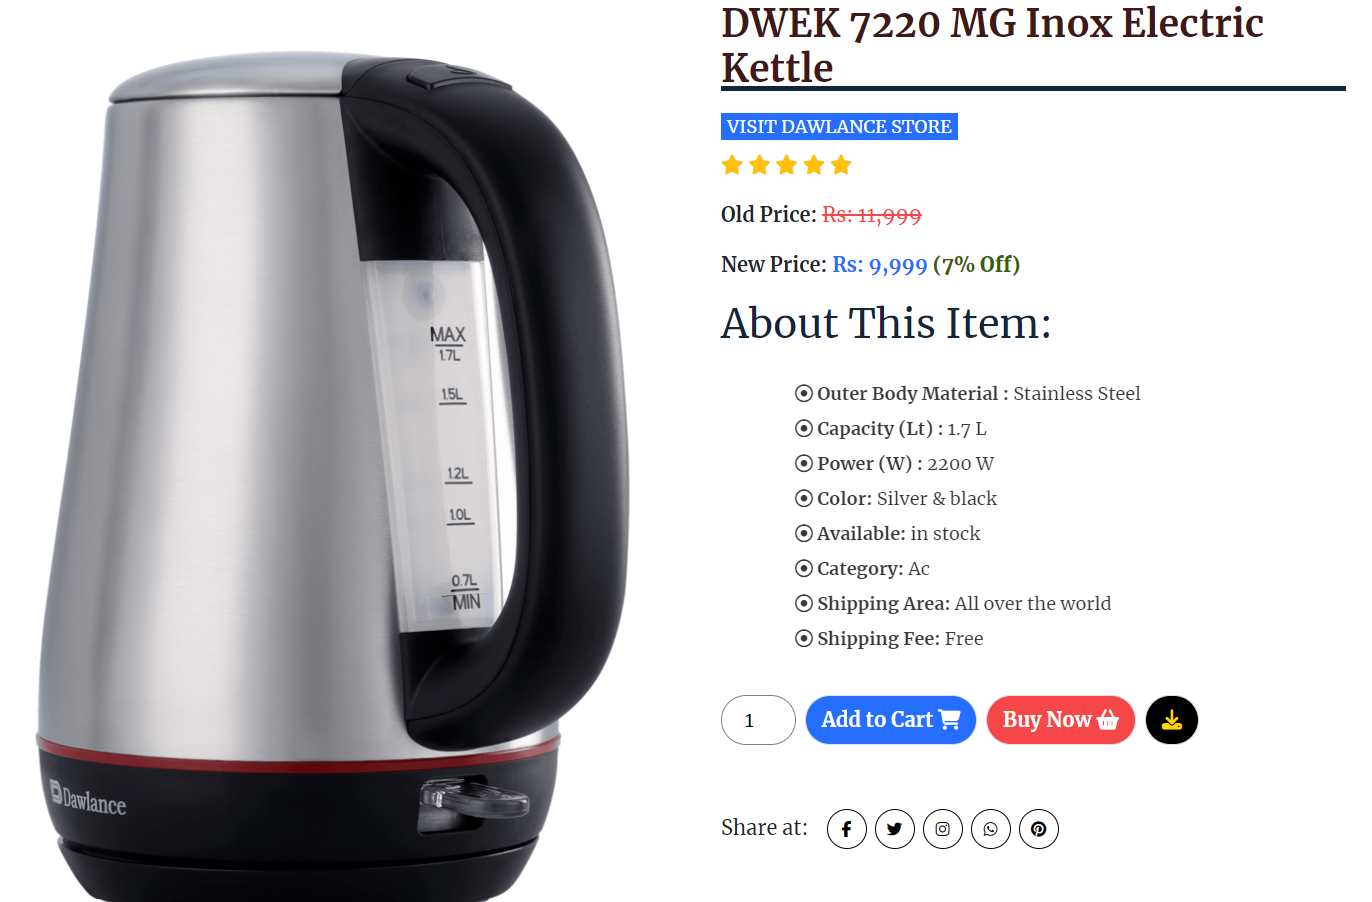 DWEK 7220 MG Inox Electric
Kettle
VISIT DAWLANCE STORE
Old Price: Rs: 11,999
New Price: Rs: 9,999 (7% Off)
About This Item:
Outer Body Material : Stainless Steel
Capacity (Lt) : 1.7 L
Power (W) : 2200 W
Color: Silver & black
Available: in stock
Category: Ac
Shipping Area: All over the world
Shipping Fee: Free
1
Add to Cart
Buy Now
Share at:
MAX
1.7L
1.5L
1.2L
1.0L
0.7L
MIN
Dawlance